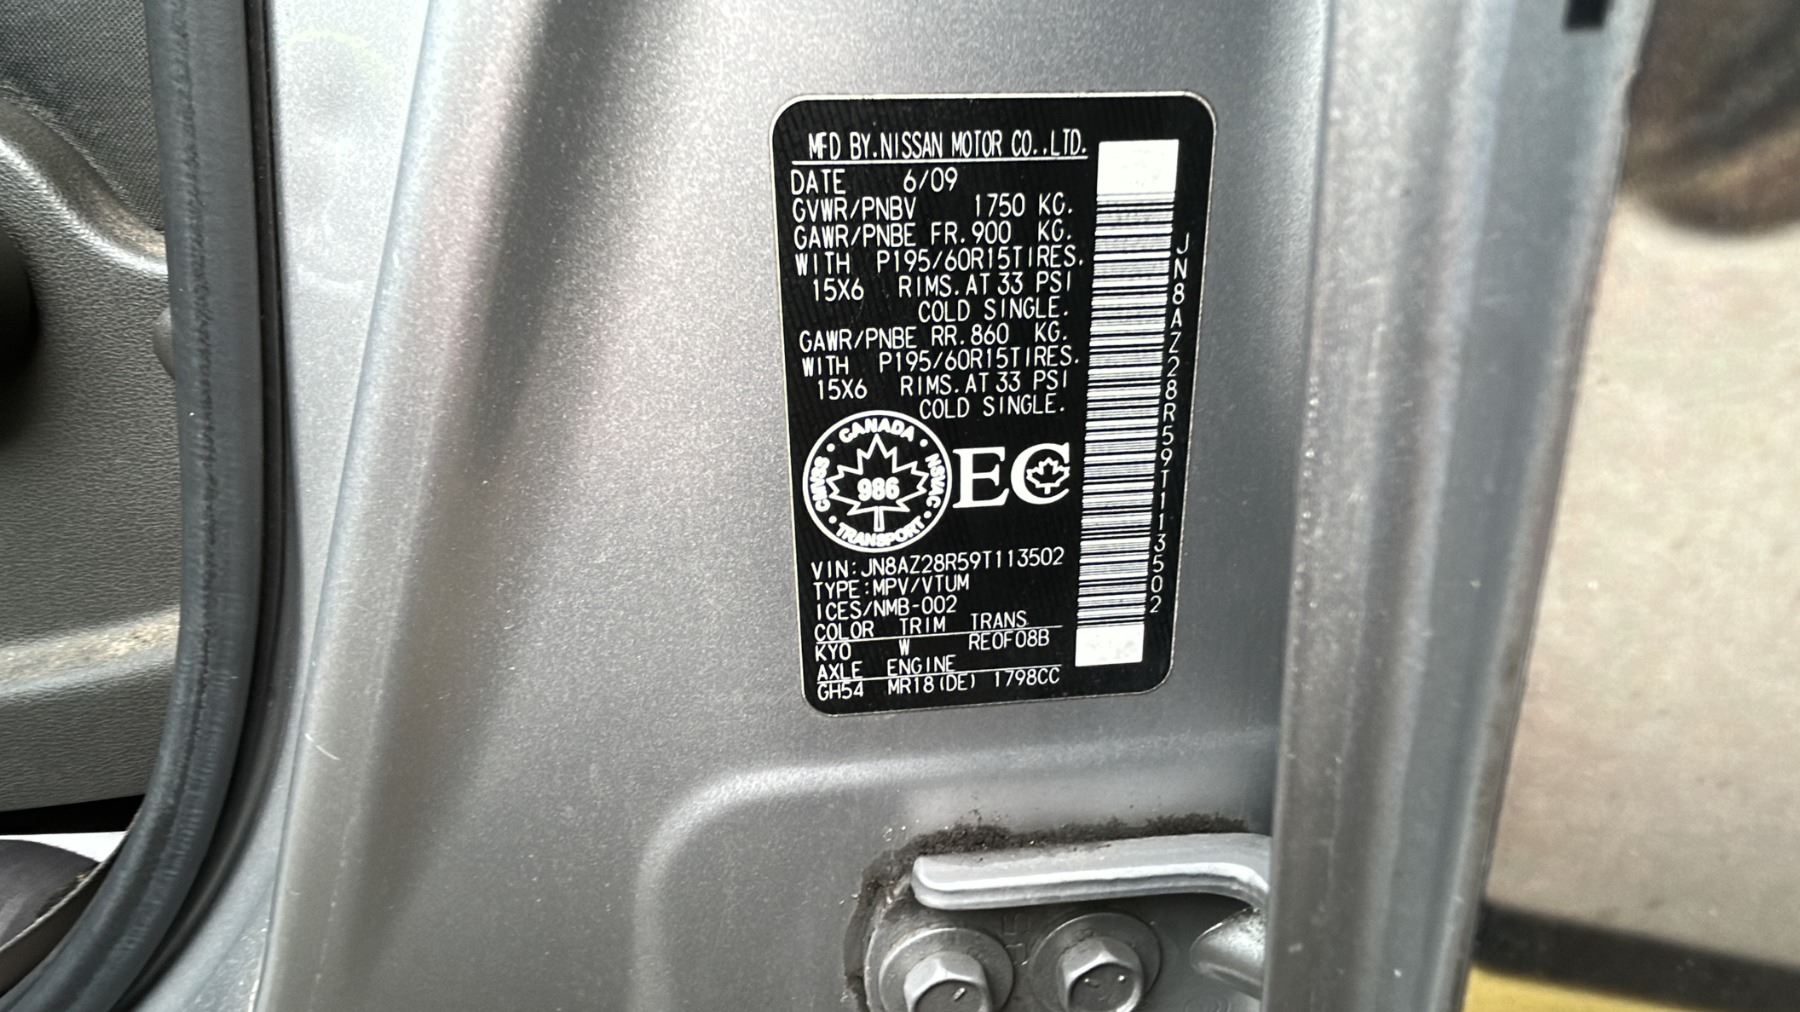 MFD BY.NISSAN MOTOR CO.,LTD.
DATE 6/09
GVWR/PNBV 1750 KG.
GAWR/PNBE FR.900 KG.
WITH P195/60R15TIRES.
15X6 RIMS.AT 33 PSI
COLD SINGLE.
GAWR/PNBE RR.860 KG.
WITH P195/60R15TIRES.
15X6 RIMS.AT 33 PSI
COLD SINGLE.
CANADA
CMVSS 986 NSVAC
TRANSPORT
EC
VIN:JN8AZ28R59T113502
TYPE:MPV/VTUM
ICES/NMB-002
COLOR TRIM TRANS
KYO W RE0F08B
AXLE ENGINE
GH54 MR18(DE) 1798CC
JN8AZ28R59T113502